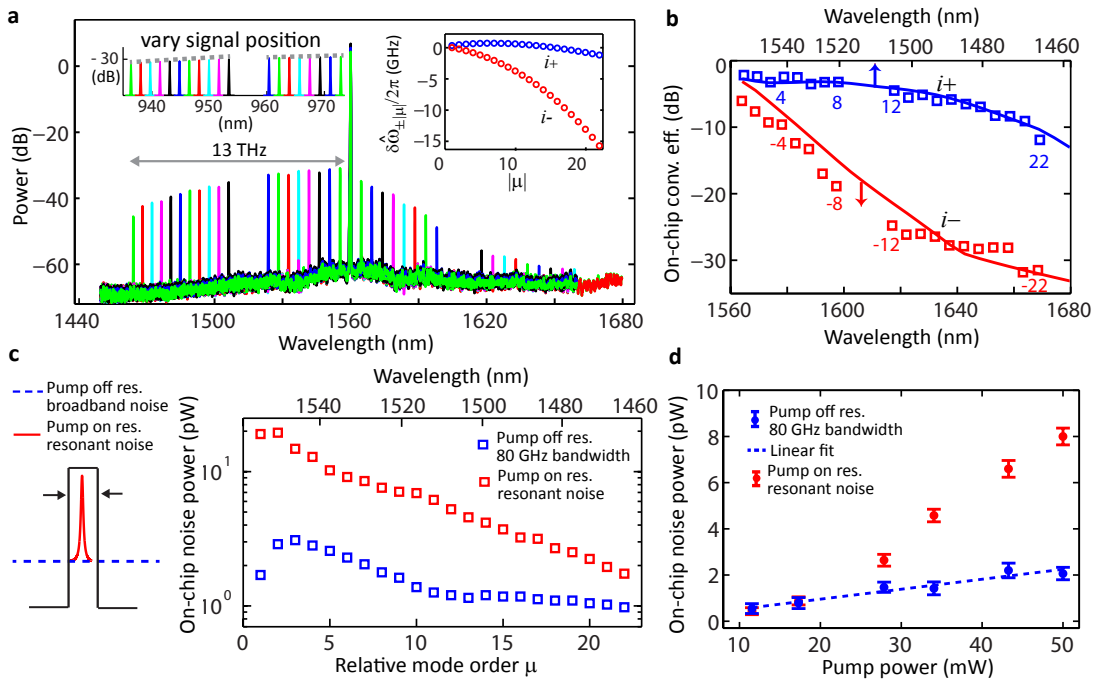 a
vary signal position
- 30
(dB)
940
950
960
970
(nm)
13 THz
Power (dB)
0
−20
−40
−60
1440
1500
1560
1620
1680
Wavelength (nm)
δω̂±|μ|/2π (GHz)
0
−5
−10
−15
10
20
|μ|
i+
i-
b
Wavelength (nm)
1540
1520
1500
1480
1460
On-chip conv. eff. (dB)
0
−10
−20
−30
i+
4
8
12
22
i−
-4
-8
-12
-22
1560
1600
1640
1680
Wavelength (nm)
c
Pump off res.
broadband noise
Pump on res.
resonant noise
Wavelength (nm)
1540
1520
1500
1480
1460
On-chip noise power (pW)
10¹
10⁰
Pump off res.
80 GHz bandwidth
Pump on res.
resonant noise
0
5
10
15
20
Relative mode order μ
d
On-chip noise power (pW)
10
8
6
4
2
0
Pump off res.
80 GHz bandwidth
Linear fit
Pump on res.
resonant noise
10
20
30
40
50
Pump power (mW)